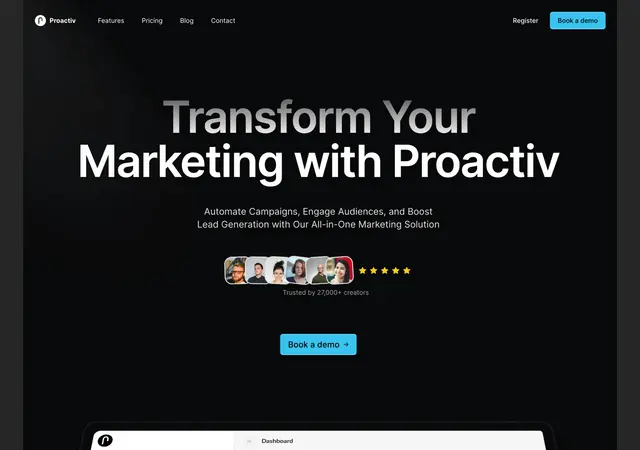 Proactiv
Features
Pricing
Blog
Contact
Register
Book a demo
Transform Your
Marketing with Proactiv
Automate Campaigns, Engage Audiences, and Boost
Lead Generation with Our All-in-One Marketing Solution
Trusted by 27,000+ creators
Book a demo →
Dashboard